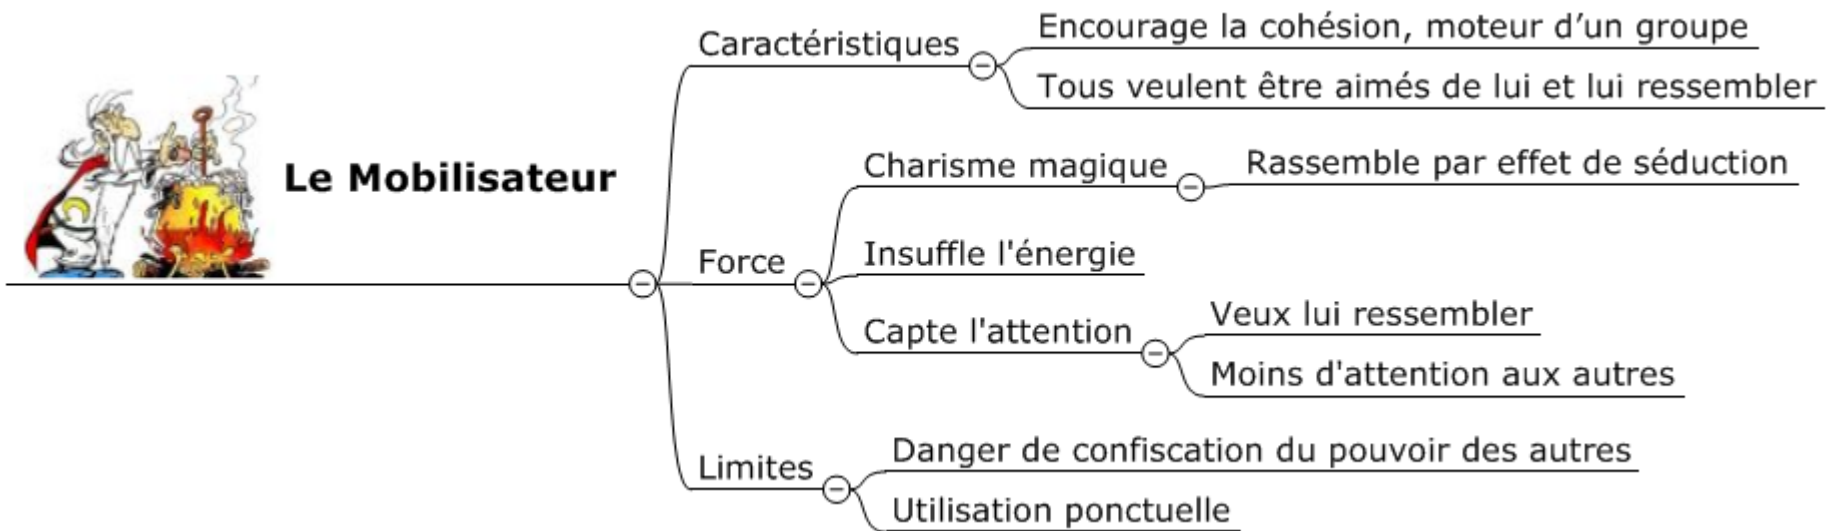 Le Mobilisateur
Caractéristiques
Encourage la cohésion, moteur d’un groupe
Tous veulent être aimés de lui et lui ressembler
Force
Charisme magique
Rassemble par effet de séduction
Insuffle l'énergie
Capte l'attention
Veux lui ressembler
Moins d'attention aux autres
Limites
Danger de confiscation du pouvoir des autres
Utilisation ponctuelle